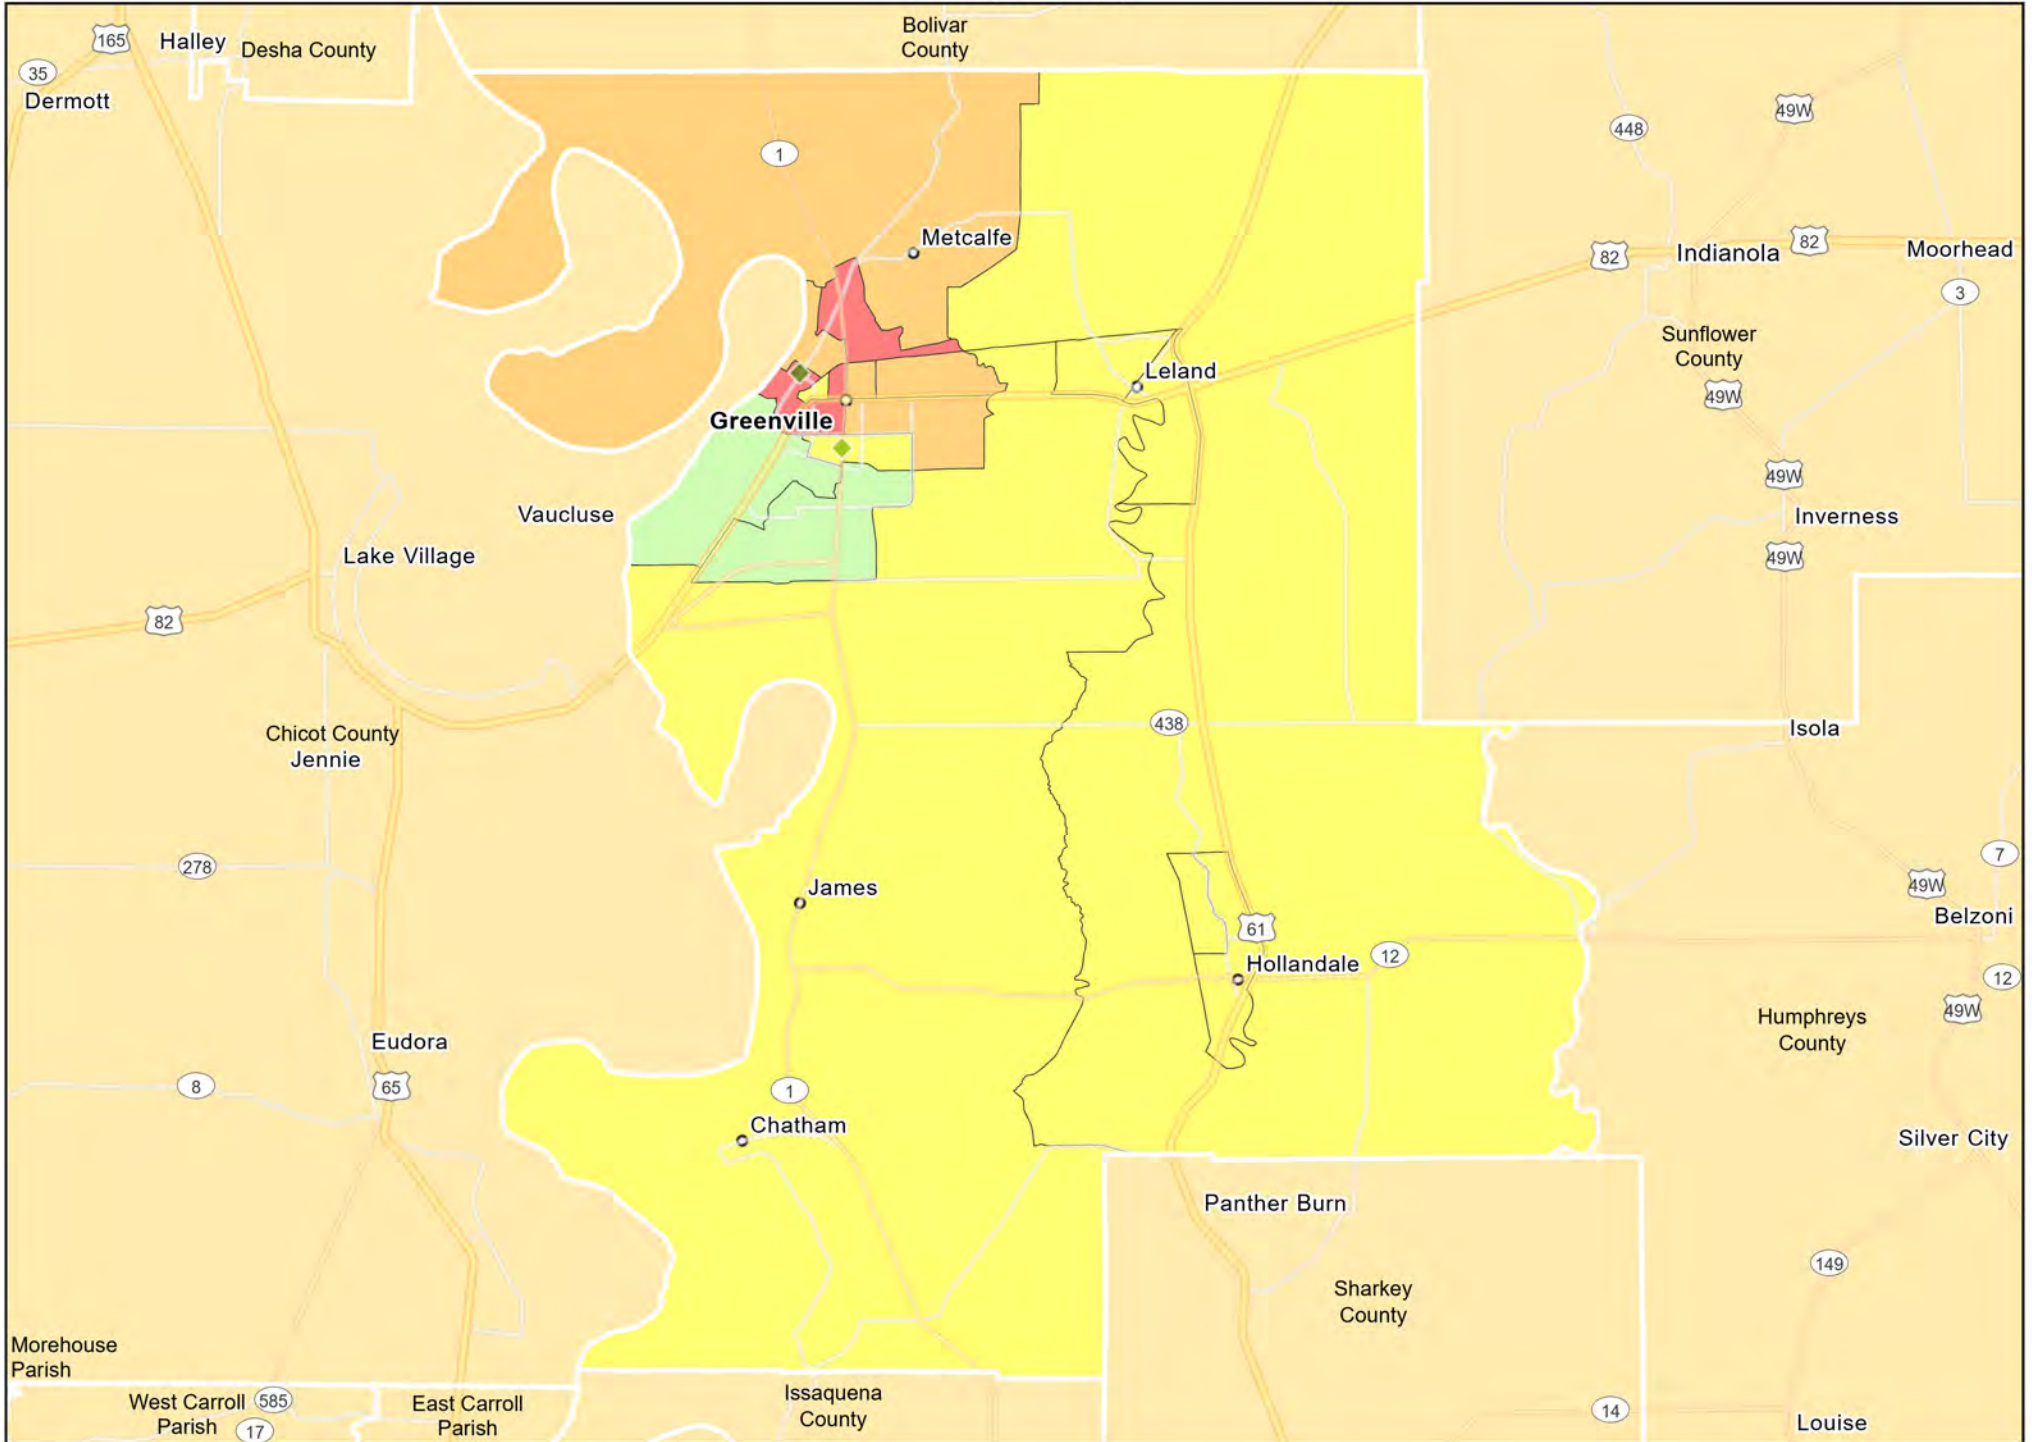 Bolivar
County
165
Halley
Desha County
35
Dermott
49W
448
1
Metcalfe
82
Indianola
82
Moorhead
3
Sunflower
County
Leland
49W
Greenville
49W
Vaucluse
Inverness
Lake Village
49W
82
438
Isola
Chicot County
Jennie
278
7
James
49W
61
Belzoni
12
Hollandale
12
49W
Humphreys
County
Eudora
8
65
1
Chatham
Silver City
Panther Burn
149
Sharkey
County
Morehouse
Parish
West Carroll
Parish
585
17
East Carroll
Parish
Issaquena
County
14
Louise